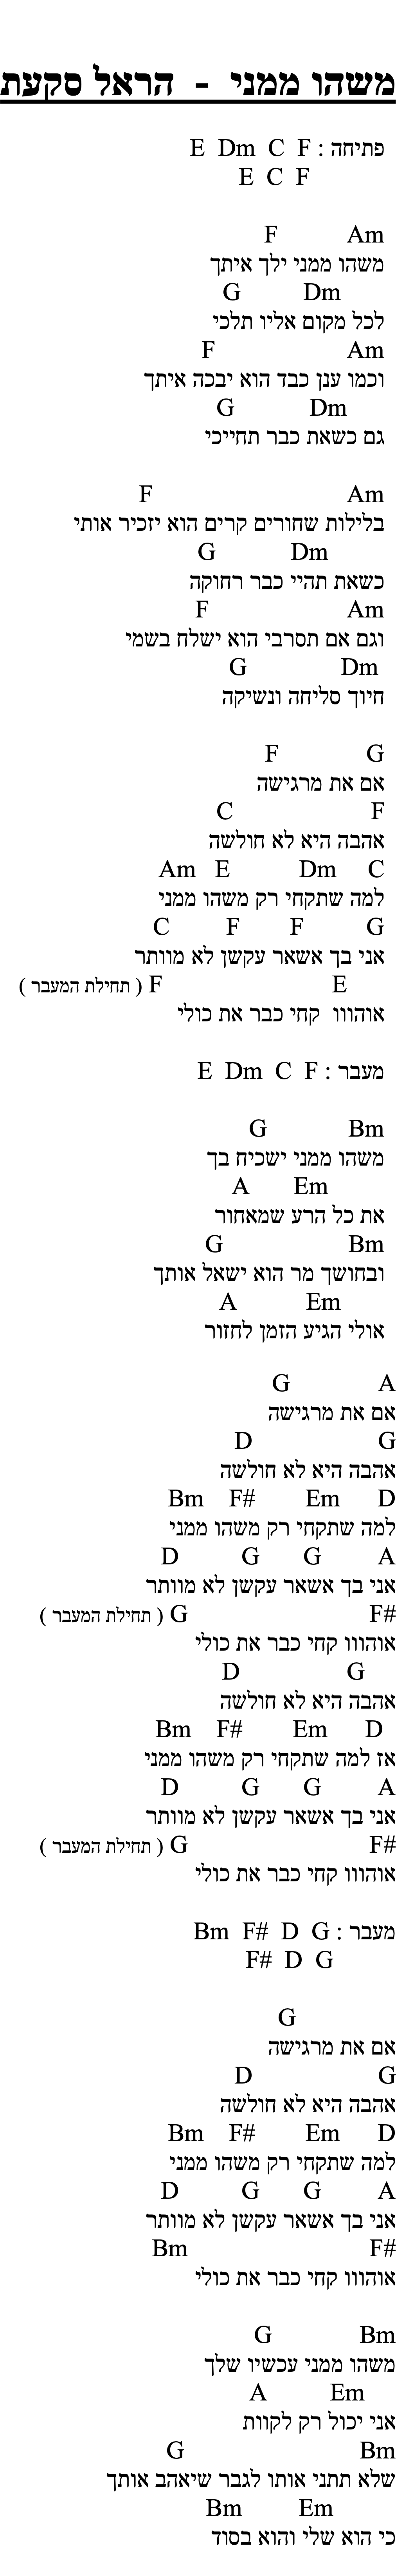 משהו ממני - הראל סקעת
פתיחה : E Dm C F
E C F
F Am
משהו ממני ילך איתך
G Dm
לכל מקום אליו תלכי
F Am
וכמו ענן כבד הוא יבכה איתך
G Dm
גם כשאת כבר תחייכי
F Am
בלילות שחורים קרים הוא יזכיר אותי
G Dm
כשאת תהיי כבר רחוקה
F Am
וגם אם תסרבי הוא ישלח בשמי
G Dm
חיוך סליחה ונשיקה
F G
אם את מרגישה
C F
אהבה היא לא חולשה
Am E Dm C
למה שתקחי רק משהו ממני
C F F G
אני בך אשאר עקשן לא מוותר
( תחילת המעבר ) F E
אוהווו קחי כבר את כולי
מעבר : E Dm C F
G Bm
משהו ממני ישכיח בך
A Em
את כל הרע שמאחור
G Bm
ובחושך מר הוא ישאל אותך
A Em
אולי הגיע הזמן לחזור
G A
אם את מרגישה
D G
אהבה היא לא חולשה
Bm F# Em D
למה שתקחי רק משהו ממני
D G G A
אני בך אשאר עקשן לא מוותר
( תחילת המעבר ) G F#
אוהווו קחי כבר את כולי
D G
אהבה היא לא חולשה
Bm F# Em D
אז למה שתקחי רק משהו ממני
D G G A
אני בך אשאר עקשן לא מוותר
( תחילת המעבר ) G F#
אוהווו קחי כבר את כולי
מעבר : Bm F# D G
F# D G
G
אם את מרגישה
D G
אהבה היא לא חולשה
Bm F# Em D
למה שתקחי רק משהו ממני
D G G A
אני בך אשאר עקשן לא מוותר
Bm F#
אוהווו קחי כבר את כולי
G Bm
משהו ממני עכשיו שלך
A Em
אני יכול רק לקוות
G Bm
שלא תתני אותו לגבר שיאהב אותך
Bm Em
כי הוא שלי והוא בסוד